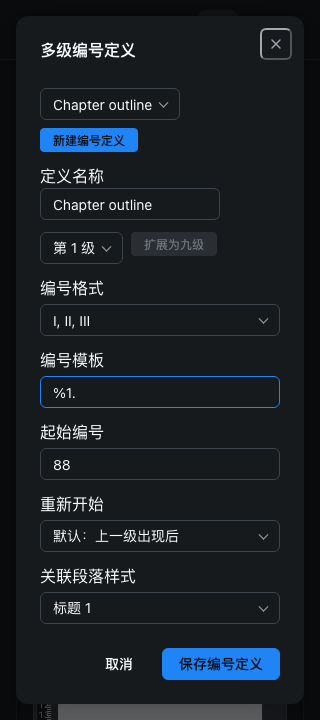 多级编号定义
Chapter outline
新建编号定义
定义名称
Chapter outline
第 1 级
扩展为九级
编号格式
I, II, III
编号模板
%1.
起始编号
88
重新开始
默认：上一级出现后
关联段落样式
标题 1
取消
保存编号定义